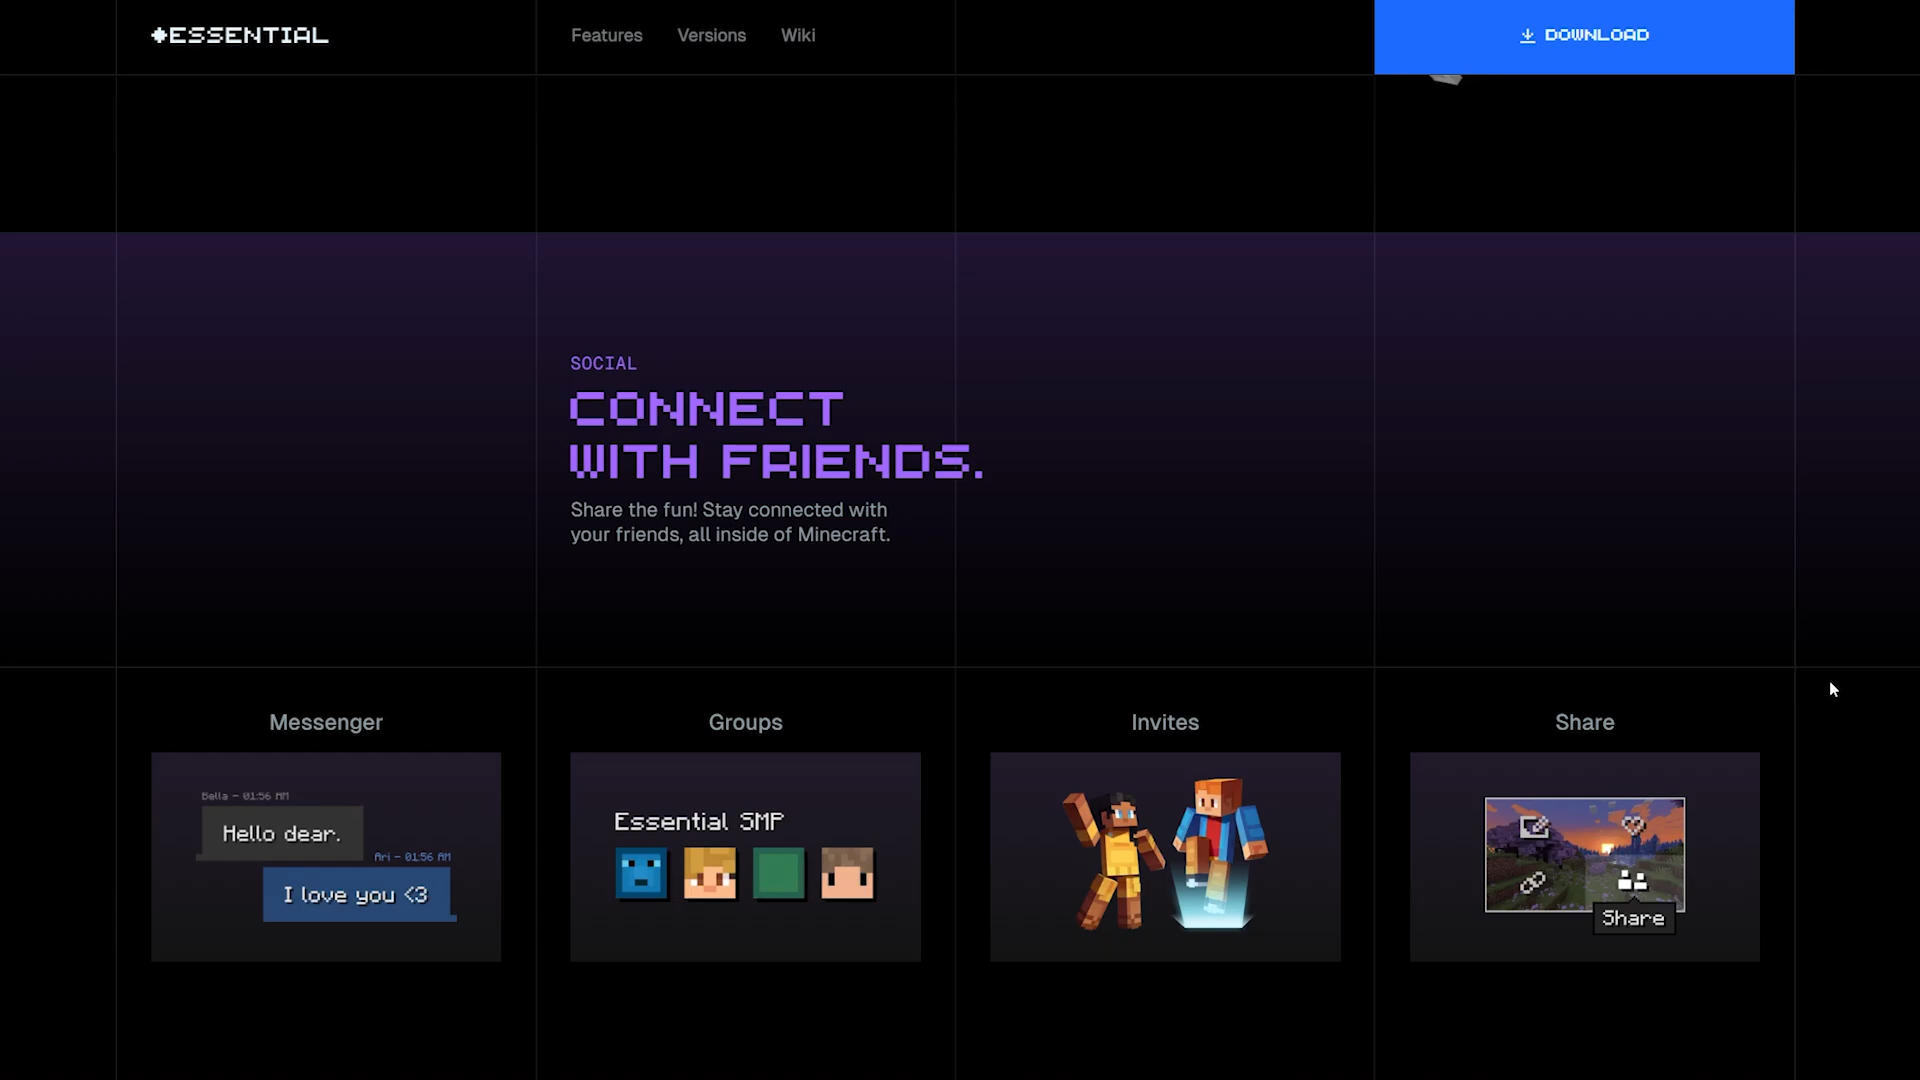 ESSENTIAL
Features
Versions
Wiki
DOWNLOAD
SOCIAL
CONNECT
WITH FRIENDS.
Share the fun! Stay connected with
your friends, all inside of Minecraft.
Messenger
Groups
Invites
Share
Bella - 01:56 AM
Hello dear.
Ari - 01:56 AM
I love you <3
Essential SMP
Share